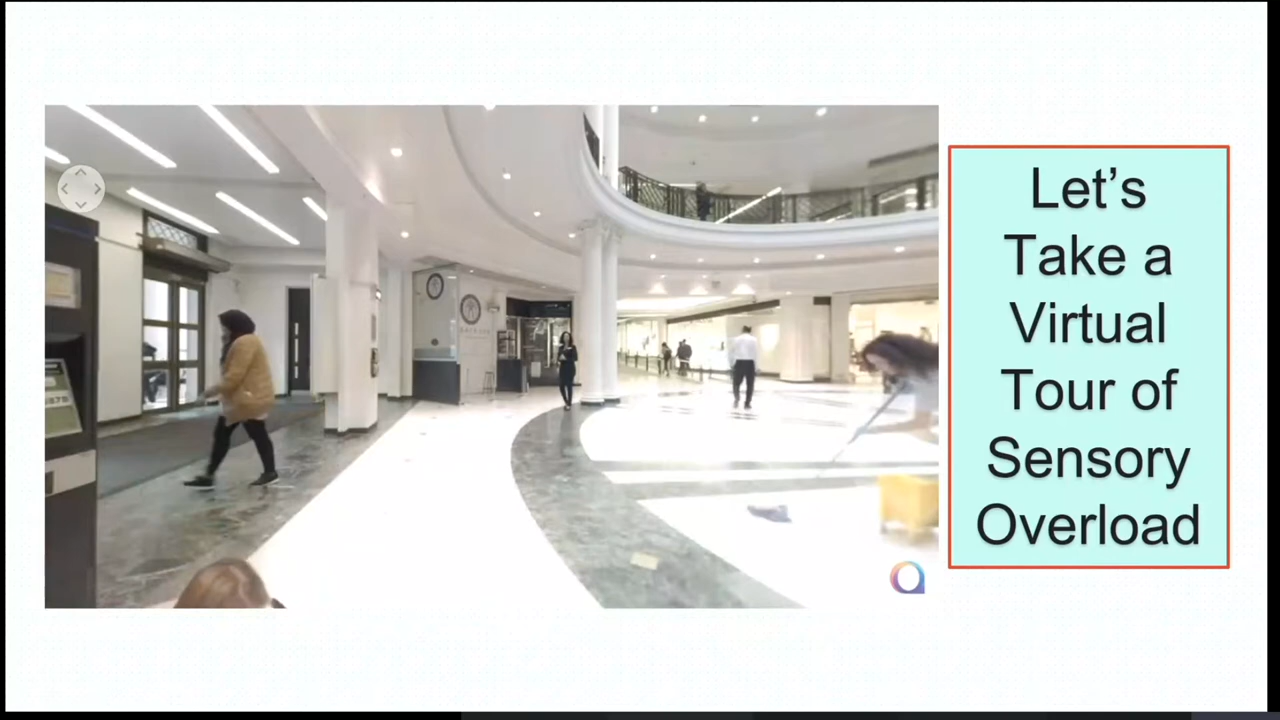 Let’s
Take a
Virtual
Tour of
Sensory
Overload